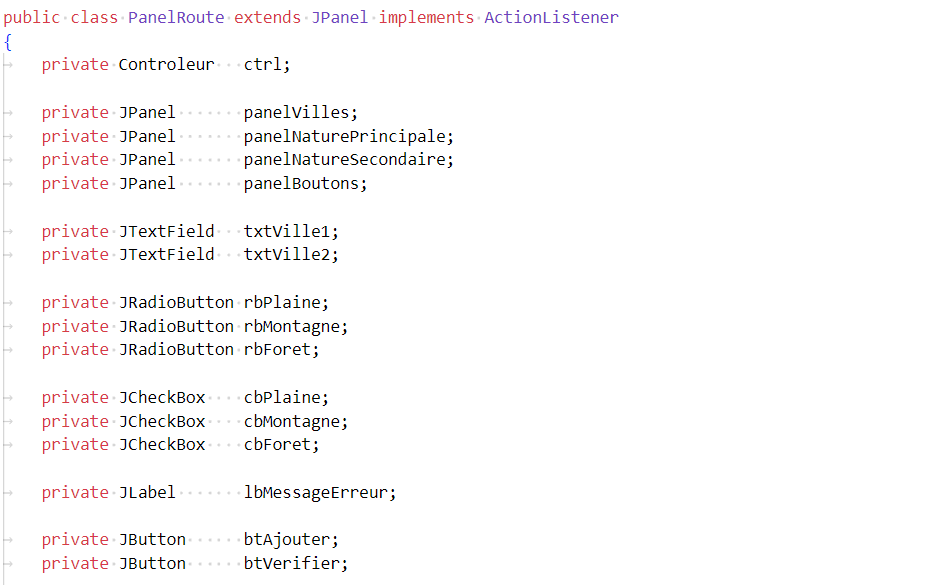 public class PanelRoute extends JPanel implements ActionListener
{
private Controleur ctrl;
private JPanel panelVilles;
private JPanel panelNaturePrincipale;
private JPanel panelNatureSecondaire;
private JPanel panelBoutons;
private JTextField txtVille1;
private JTextField txtVille2;
private JRadioButton rbPlaine;
private JRadioButton rbMontagne;
private JRadioButton rbForet;
private JCheckBox cbPlaine;
private JCheckBox cbMontagne;
private JCheckBox cbForet;
private JLabel lbMessageErreur;
private JButton btAjouter;
private JButton btVerifier;